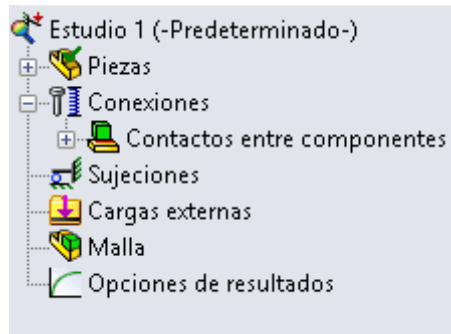 Estudio 1 (-Predeterminado-)
Piezas
Conexiones
Contactos entre componentes
Sujeciones
Cargas externas
Malla
Opciones de resultados